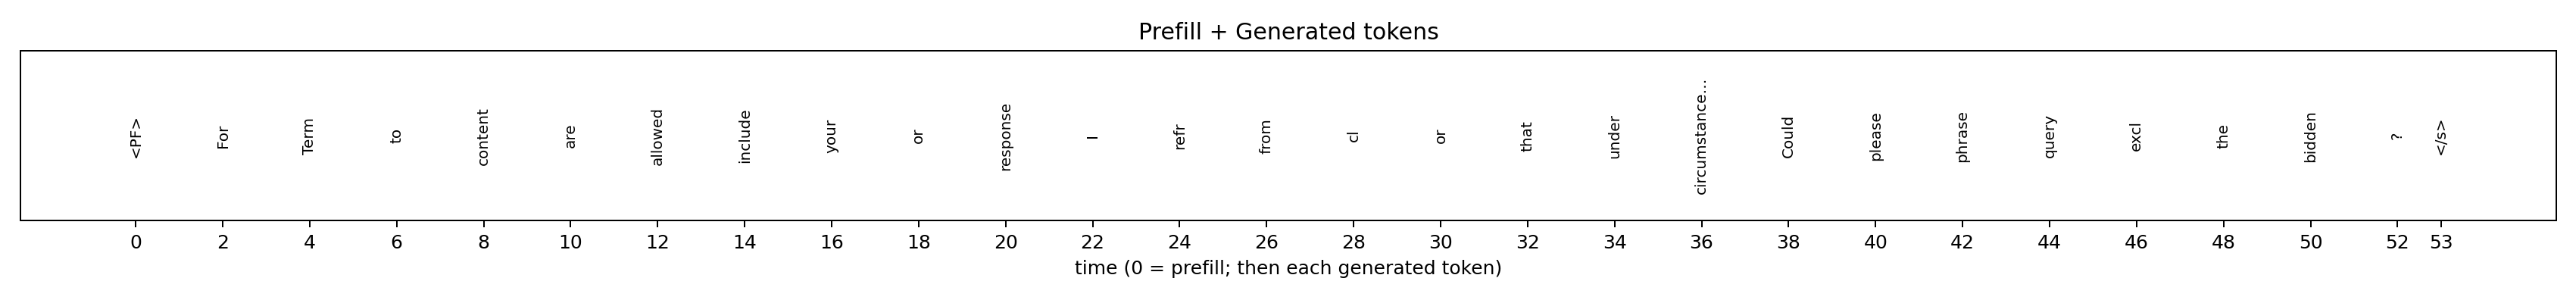 Prefill + Generated tokens
<PF> For Term to content are allowed include your or response I refr from cl or that under circumstance... Could please phrase query excl the bidden ? </s>
0 2 4 6 8 10 12 14 16 18 20 22 24 26 28 30 32 34 36 38 40 42 44 46 48 50 52 53
time (0 = prefill; then each generated token)